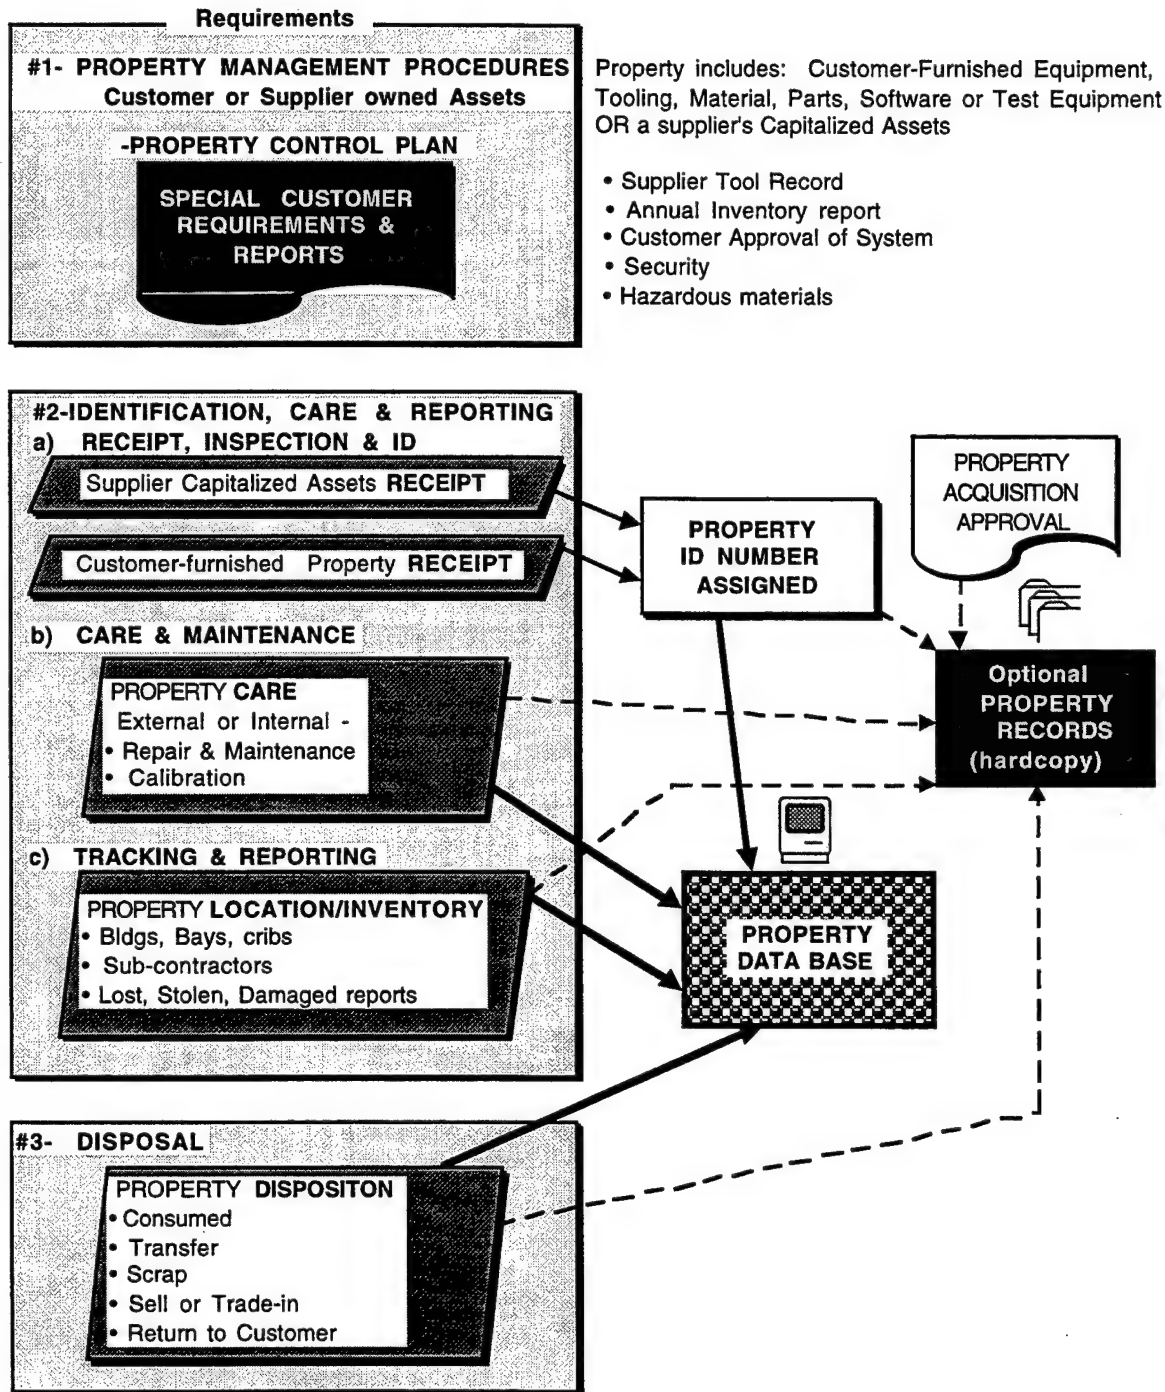 Requirements
#1- PROPERTY MANAGEMENT PROCEDURES
Customer or Supplier owned Assets
-PROPERTY CONTROL PLAN
SPECIAL CUSTOMER
REQUIREMENTS &
REPORTS
Property includes: Customer-Furnished Equipment,
Tooling, Material, Parts, Software or Test Equipment
OR a supplier's Capitalized Assets
• Supplier Tool Record
• Annual Inventory report
• Customer Approval of System
• Security
• Hazardous materials
#2-IDENTIFICATION, CARE & REPORTING
a) RECEIPT, INSPECTION & ID
Supplier Capitalized Assets RECEIPT
Customer-furnished Property RECEIPT
PROPERTY
ID NUMBER
ASSIGNED
PROPERTY
ACQUISITION
APPROVAL
b) CARE & MAINTENANCE
PROPERTY CARE
External or Internal -
• Repair & Maintenance
• Calibration
Optional
PROPERTY
RECORDS
(hardcopy)
c) TRACKING & REPORTING
PROPERTY LOCATION/INVENTORY
• Bldgs, Bays, cribs
• Sub-contractors
• Lost, Stolen, Damaged reports
PROPERTY
DATA BASE
#3- DISPOSAL
PROPERTY DISPOSITON
• Consumed
• Transfer
• Scrap
• Sell or Trade-in
• Return to Customer